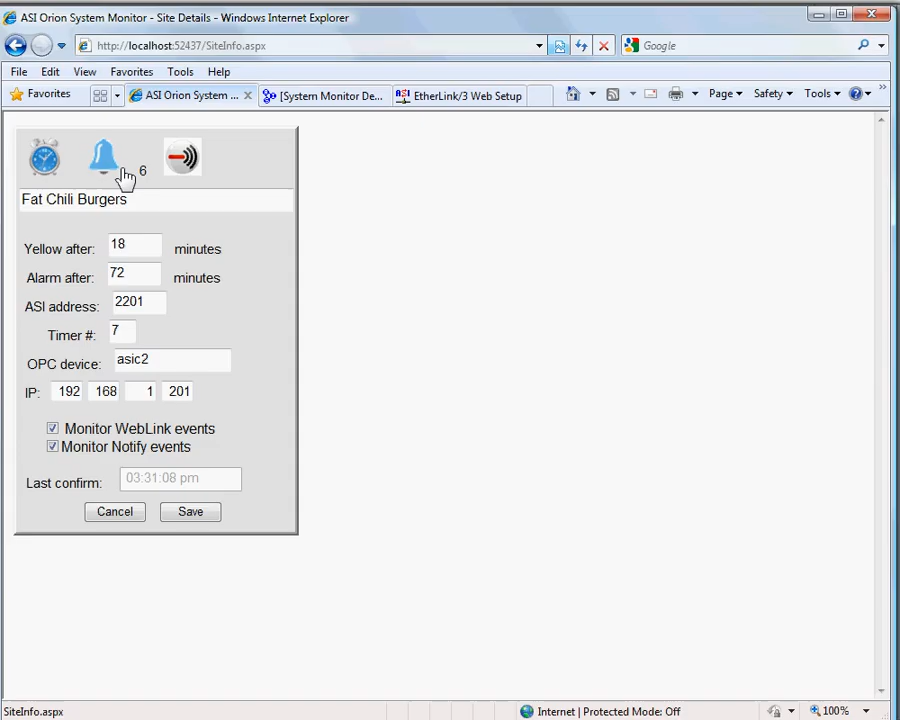 ASI Orion System Monitor - Site Details - Windows Internet Explorer
http://localhost:52437/SiteInfo.aspx
Google
File Edit View Favorites Tools Help
Favorites
ASI Orion System ...
[System Monitor De...
EtherLink/3 Web Setup
Page Safety Tools
6
Fat Chili Burgers
Yellow after: 18 minutes
Alarm after: 72 minutes
ASI address: 2201
Timer #: 7
OPC device: asic2
IP: 192 168 1 201
Monitor WebLink events
Monitor Notify events
Last confirm: 03:31:08 pm
Cancel Save
SiteInfo.aspx
Internet | Protected Mode: Off
100%